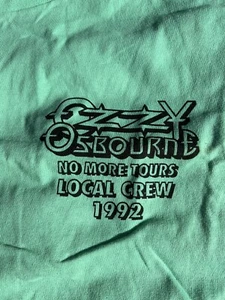 OZZY
OSBOURNE
NO MORE TOURS
LOCAL CREW
1992